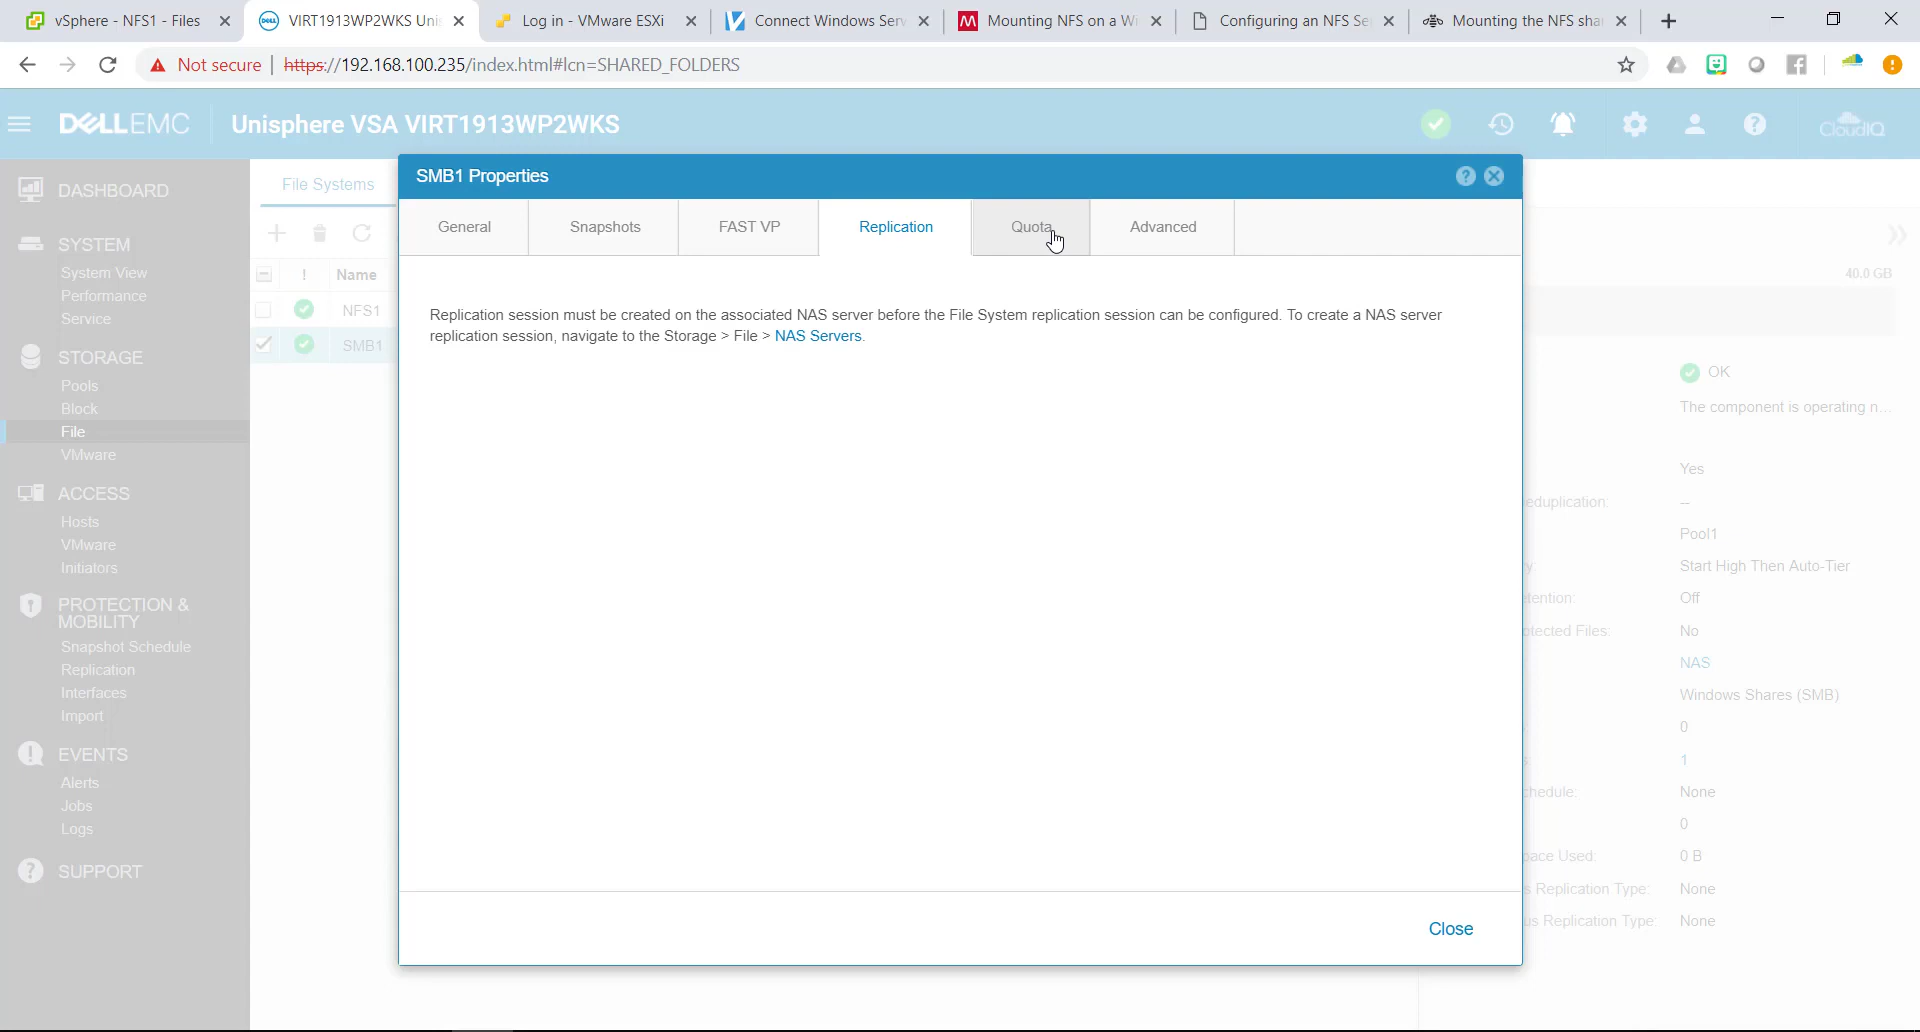 vSphere - NFS1 - Files
VIRT1913WP2WKS Unis
Log in - VMware ESXi
Connect Windows Serv
Mounting NFS on a Wi
Configuring an NFS Se
Mounting the NFS sha
Not secure
https://192.168.100.235/index.html#lcn=SHARED_FOLDERS
DELLEMC
Unisphere VSA VIRT1913WP2WKS
CloudIQ
DASHBOARD
SYSTEM
System View
Performance
Service
STORAGE
Pools
Block
File
VMware
ACCESS
Hosts
VMware
Initiators
PROTECTION &
MOBILITY
Snapshot Schedule
Replication
Interfaces
Import
EVENTS
Alerts
Jobs
Logs
SUPPORT
File Systems
! Name
NFS1
SMB1
SMB1 Properties
General
Snapshots
FAST VP
Replication
Quota
Advanced
Replication session must be created on the associated NAS server before the File System replication session can be configured. To create a NAS server
replication session, navigate to the Storage > File > NAS Servers.
Close
40.0 GB
OK
The component is operating n...
Yes
eduplication: --
Pool1
y Start High Then Auto-Tier
tention: Off
otected Files: No
NAS
Windows Shares (SMB)
: 0
s 1
chedule: None
0
pace Used: 0 B
s Replication Type: None
us Replication Type None